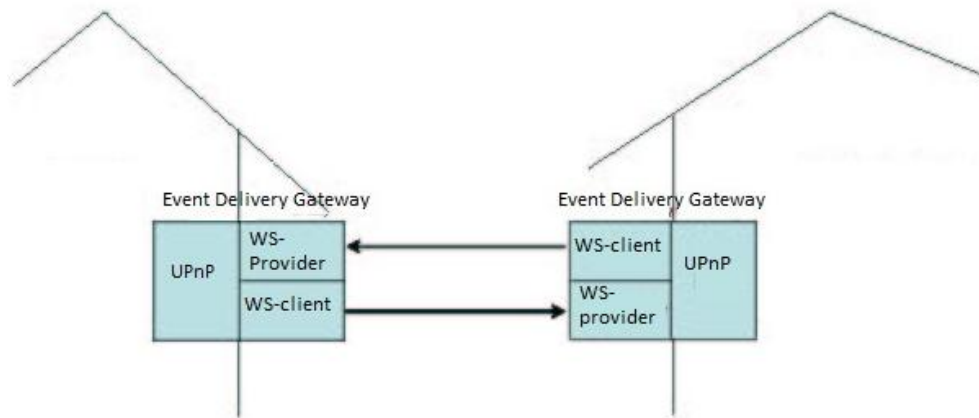 Event Delivery Gateway
Event Delivery Gateway
UPnP
WS-
Provider
WS-client
WS-client
WS-
provider
UPnP